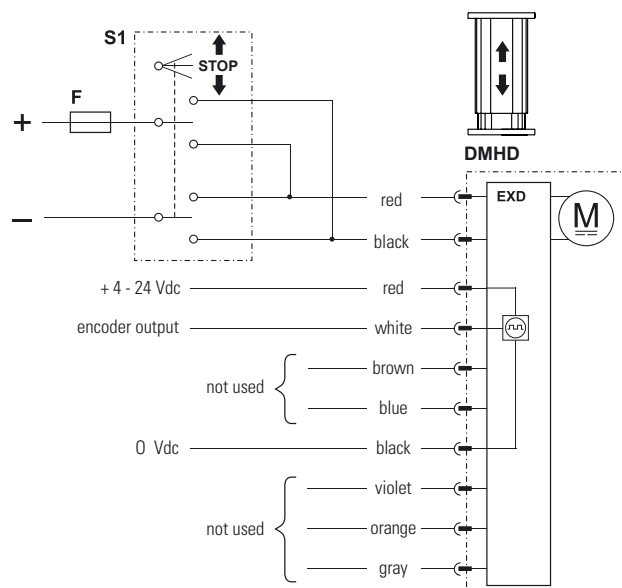 S1
STOP
F
+
–
DMHD
EXD
M
red
black
+ 4 - 24 Vdc
red
encoder output
white
brown
not used
blue
0 Vdc
black
violet
not used
orange
gray